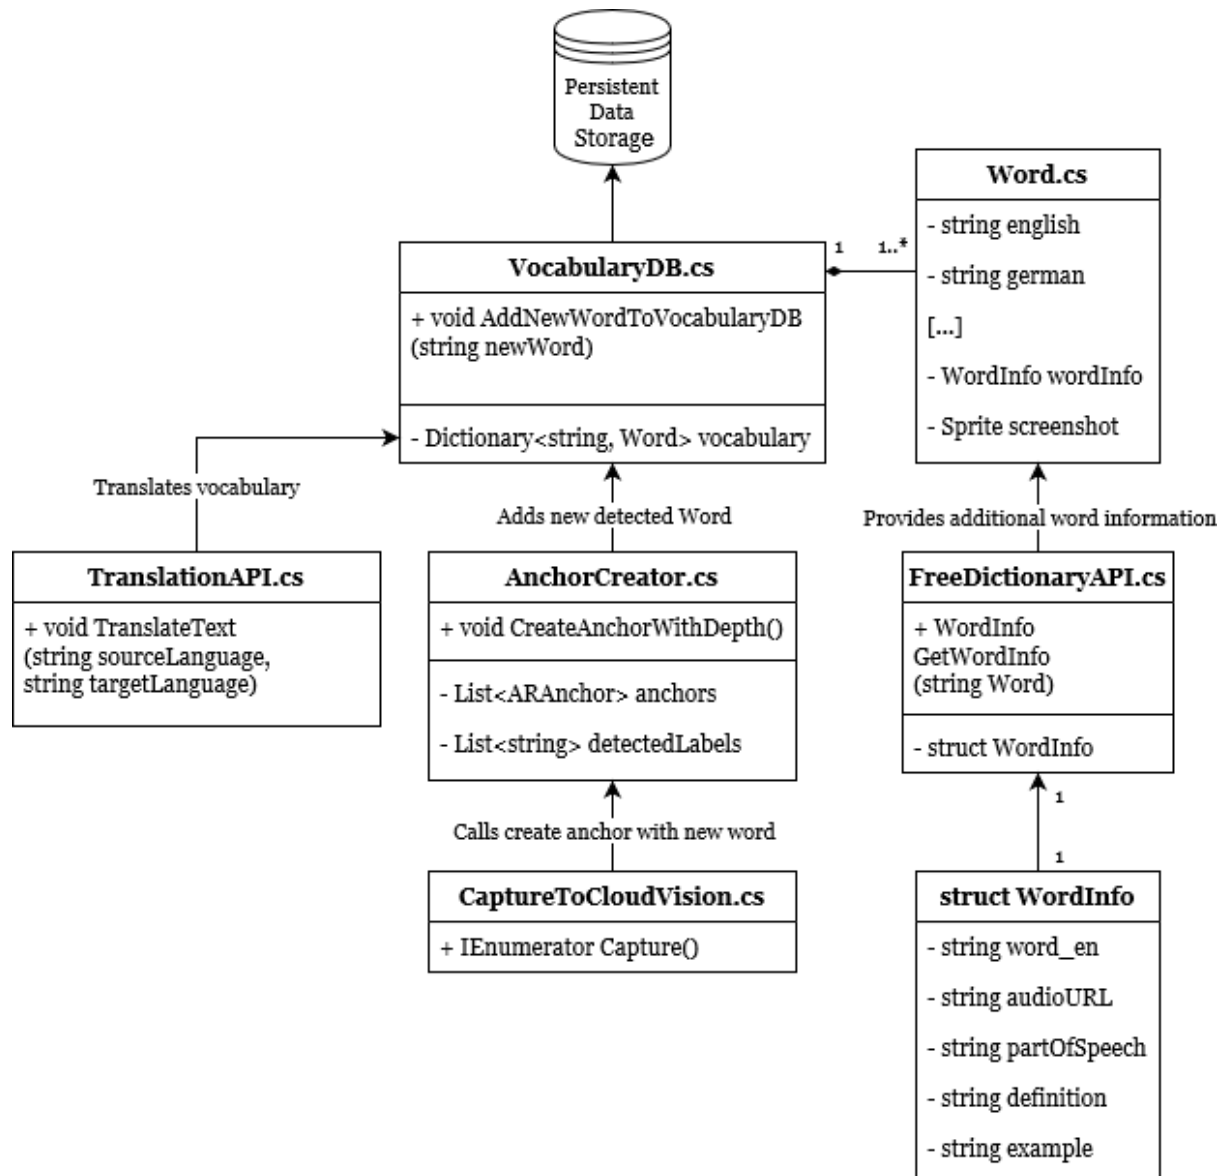 Persistent
Data
Storage
Word.cs
- string english
- string german
[...]
- WordInfo wordInfo
- Sprite screenshot
1
1..*
VocabularyDB.cs
+ void AddNewWordToVocabularyDB
(string newWord)
- Dictionary<string, Word> vocabulary
Translates vocabulary
Adds new detected Word
Provides additional word information
TranslationAPI.cs
+ void TranslateText
(string sourceLanguage,
string targetLanguage)
AnchorCreator.cs
+ void CreateAnchorWithDepth()
- List<ARAnchor> anchors
- List<string> detectedLabels
FreeDictionaryAPI.cs
+ WordInfo
GetWordInfo
(string Word)
- struct WordInfo
1
1
Calls create anchor with new word
CaptureToCloudVision.cs
+ IEnumerator Capture()
struct WordInfo
- string word_en
- string audioURL
- string partOfSpeech
- string definition
- string example